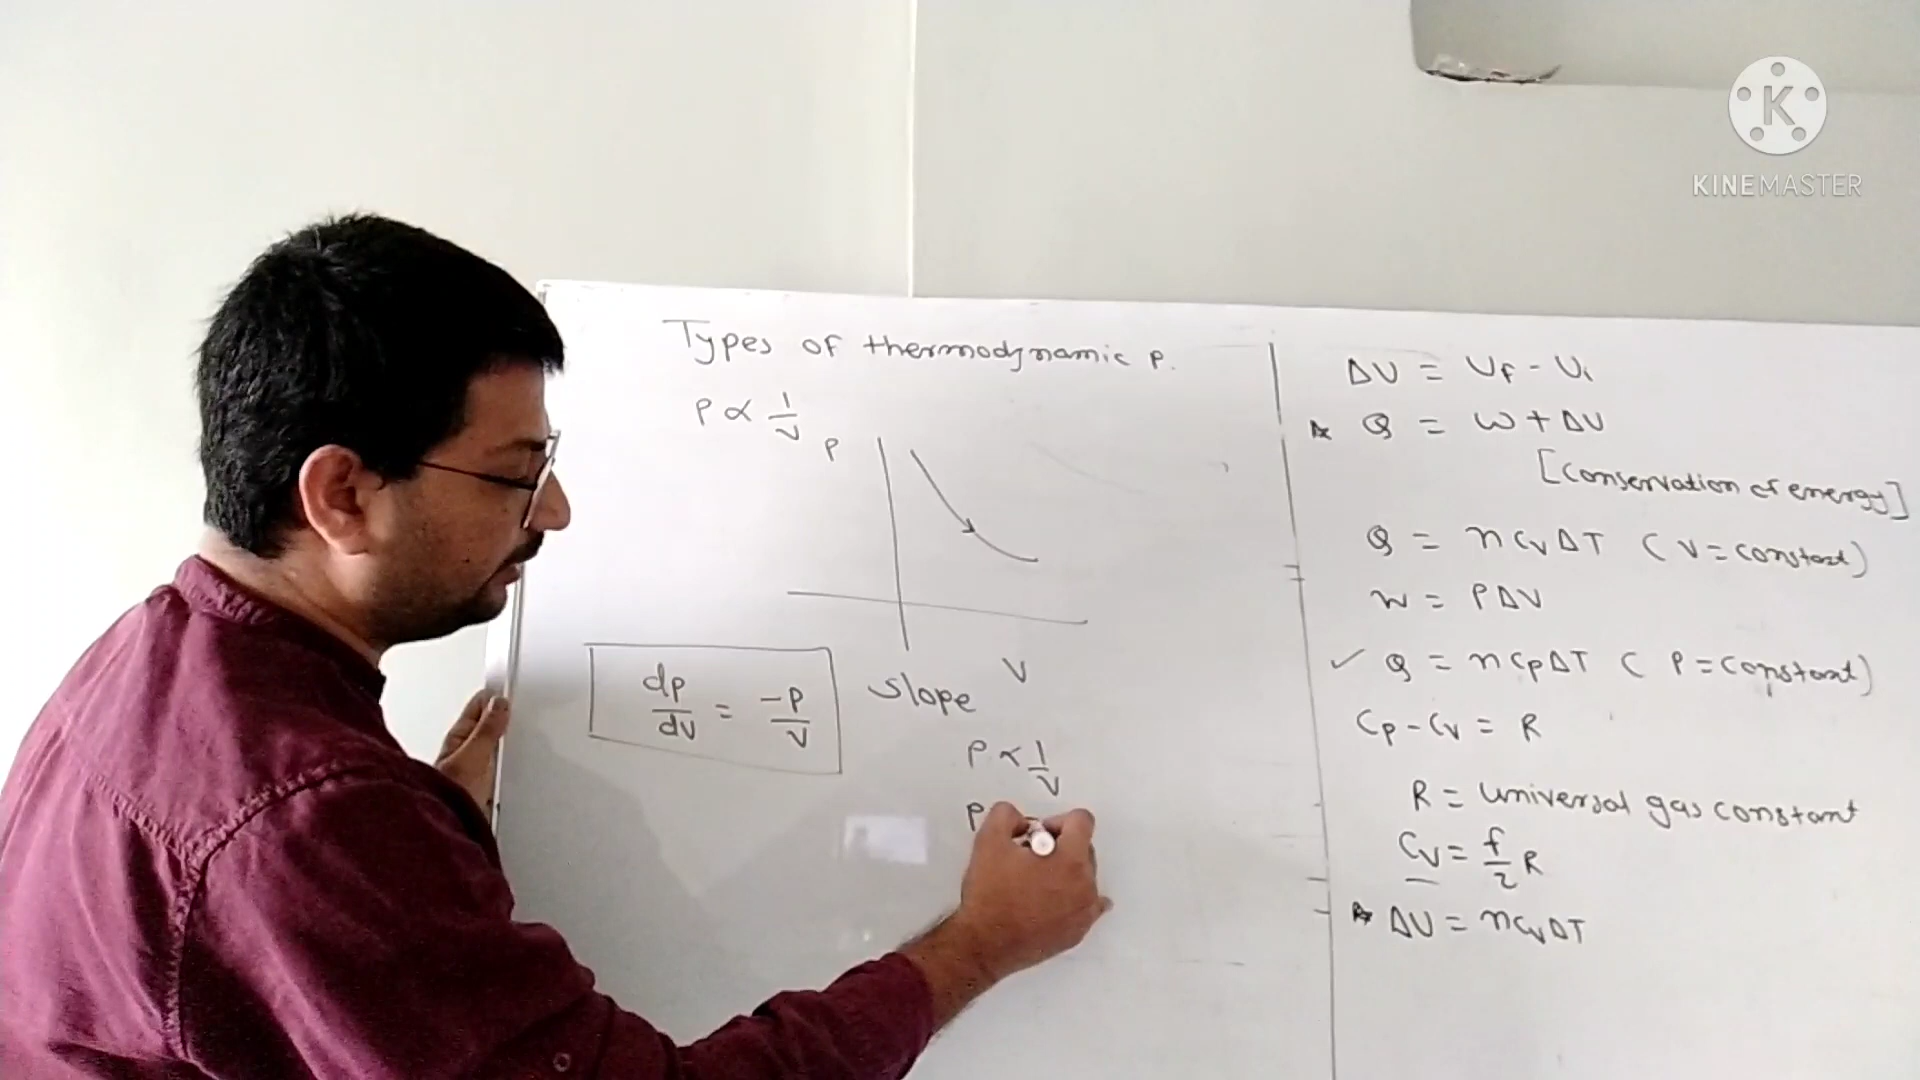 Types of thermodynamic P.
P ∝ 1/V
P
V
slope
dP/dV = -P/V
P ∝ 1/V
P
ΔU = Uf - Ui
Q = W + ΔU
[Conservation of energy]
Q = nCvΔT (V = constant)
W = PΔV
✓ Q = nCpΔT (P = constant)
Cp - Cv = R
R = universal gas constant
Cv = f/2 R
ΔU = nCvΔT
K
KINEMASTER